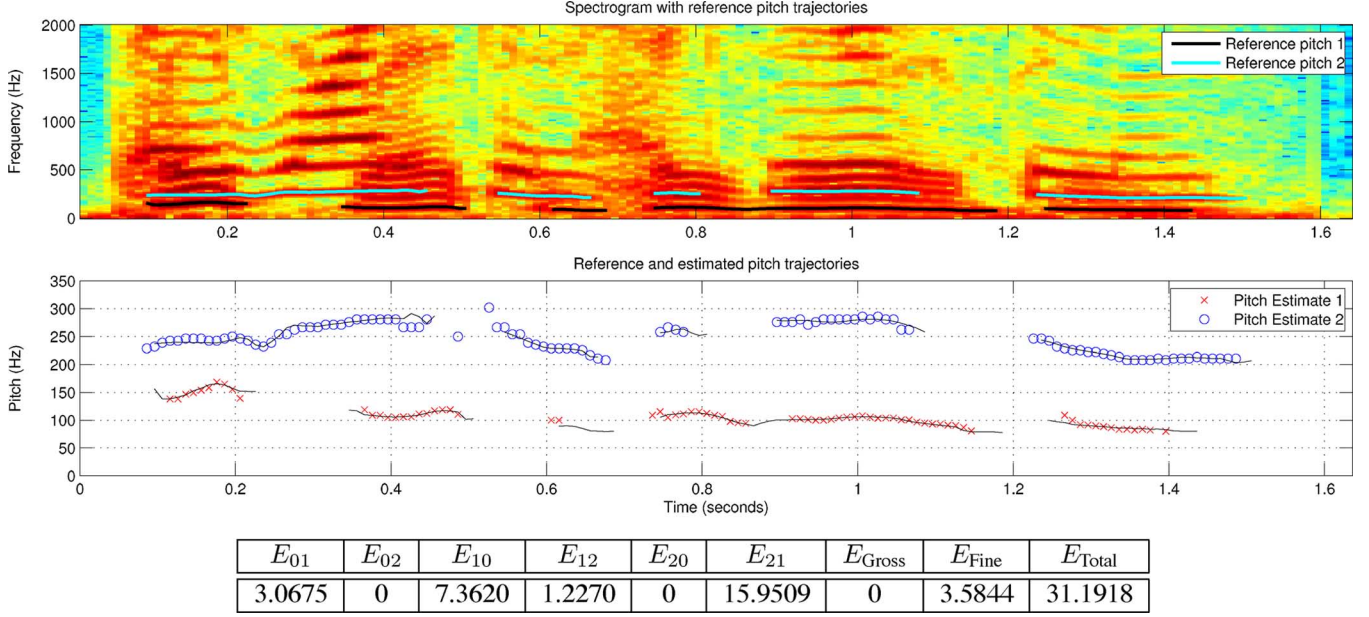 Spectrogram with reference pitch trajectories
Frequency (Hz)
2000
1500
1000
500
0
Reference pitch 1
Reference pitch 2
0.2 0.4 0.6 0.8 1 1.2 1.4 1.6
Reference and estimated pitch trajectories
Pitch (Hz)
350
300
250
200
150
100
50
0
Pitch Estimate 1
Pitch Estimate 2
0 0.2 0.4 0.6 0.8 1 1.2 1.4 1.6
Time (seconds)
E01 E02 E10 E12 E20 E21 EGross EFine ETotal
3.0675 0 7.3620 1.2270 0 15.9509 0 3.5844 31.1918